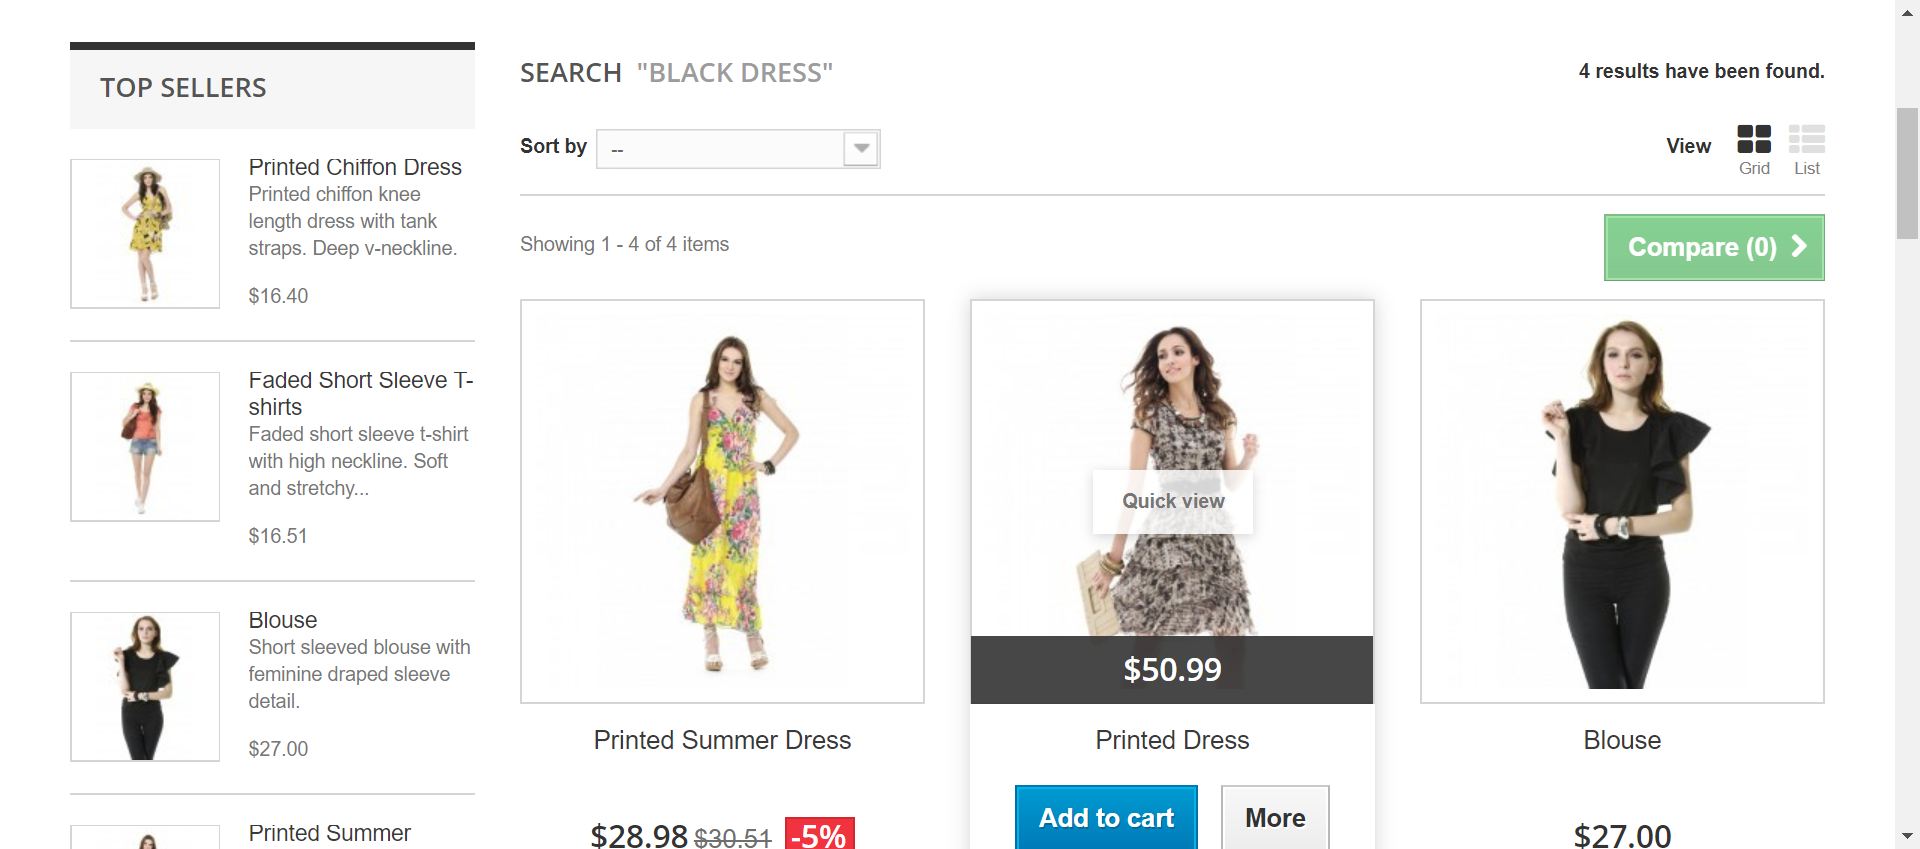 TOP SELLERS
Printed Chiffon Dress
Printed chiffon knee
length dress with tank
straps. Deep v-neckline.
$16.40
Faded Short Sleeve T-
shirts
Faded short sleeve t-shirt
with high neckline. Soft
and stretchy...
$16.51
Blouse
Short sleeved blouse with
feminine draped sleeve
detail.
$27.00
Printed Summer
SEARCH "BLACK DRESS"
4 results have been found.
Sort by --
View
Grid
List
Showing 1 - 4 of 4 items
Compare (0)
Printed Summer Dress
$28.98 $30.51 -5%
Quick view
$50.99
Printed Dress
Add to cart
More
Blouse
$27.00